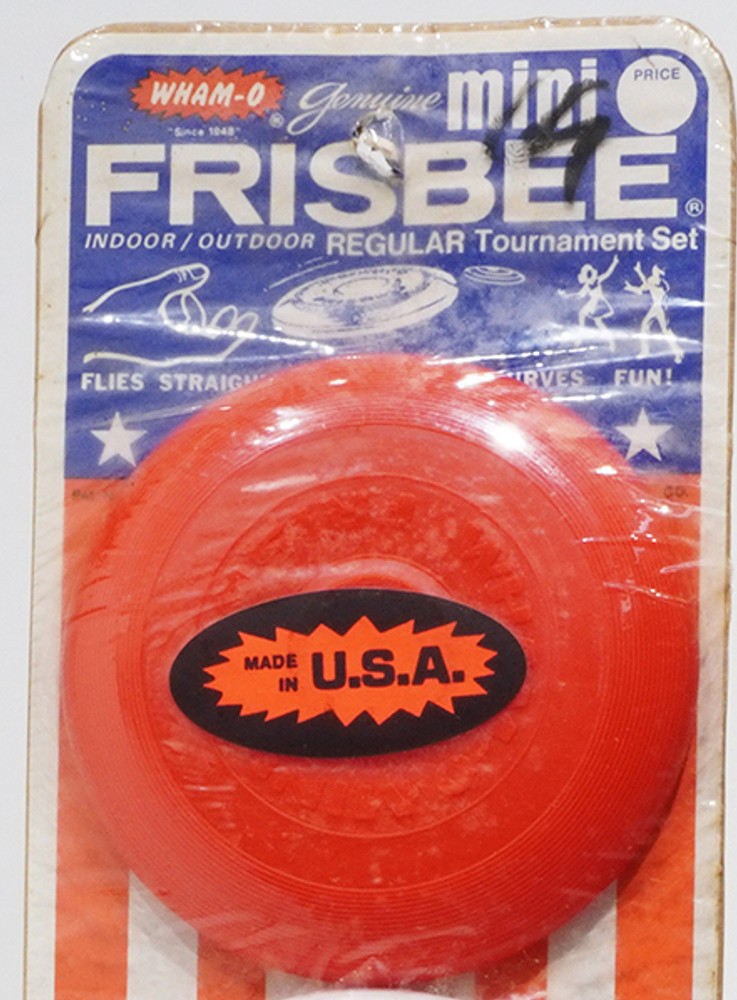 WHAM-O ® Genuine mini PRICE
"Since 1948"
FRISBEE ®
INDOOR / OUTDOOR REGULAR Tournament Set
FLIES STRAIGH URVES FUN!
MADE IN U.S.A.